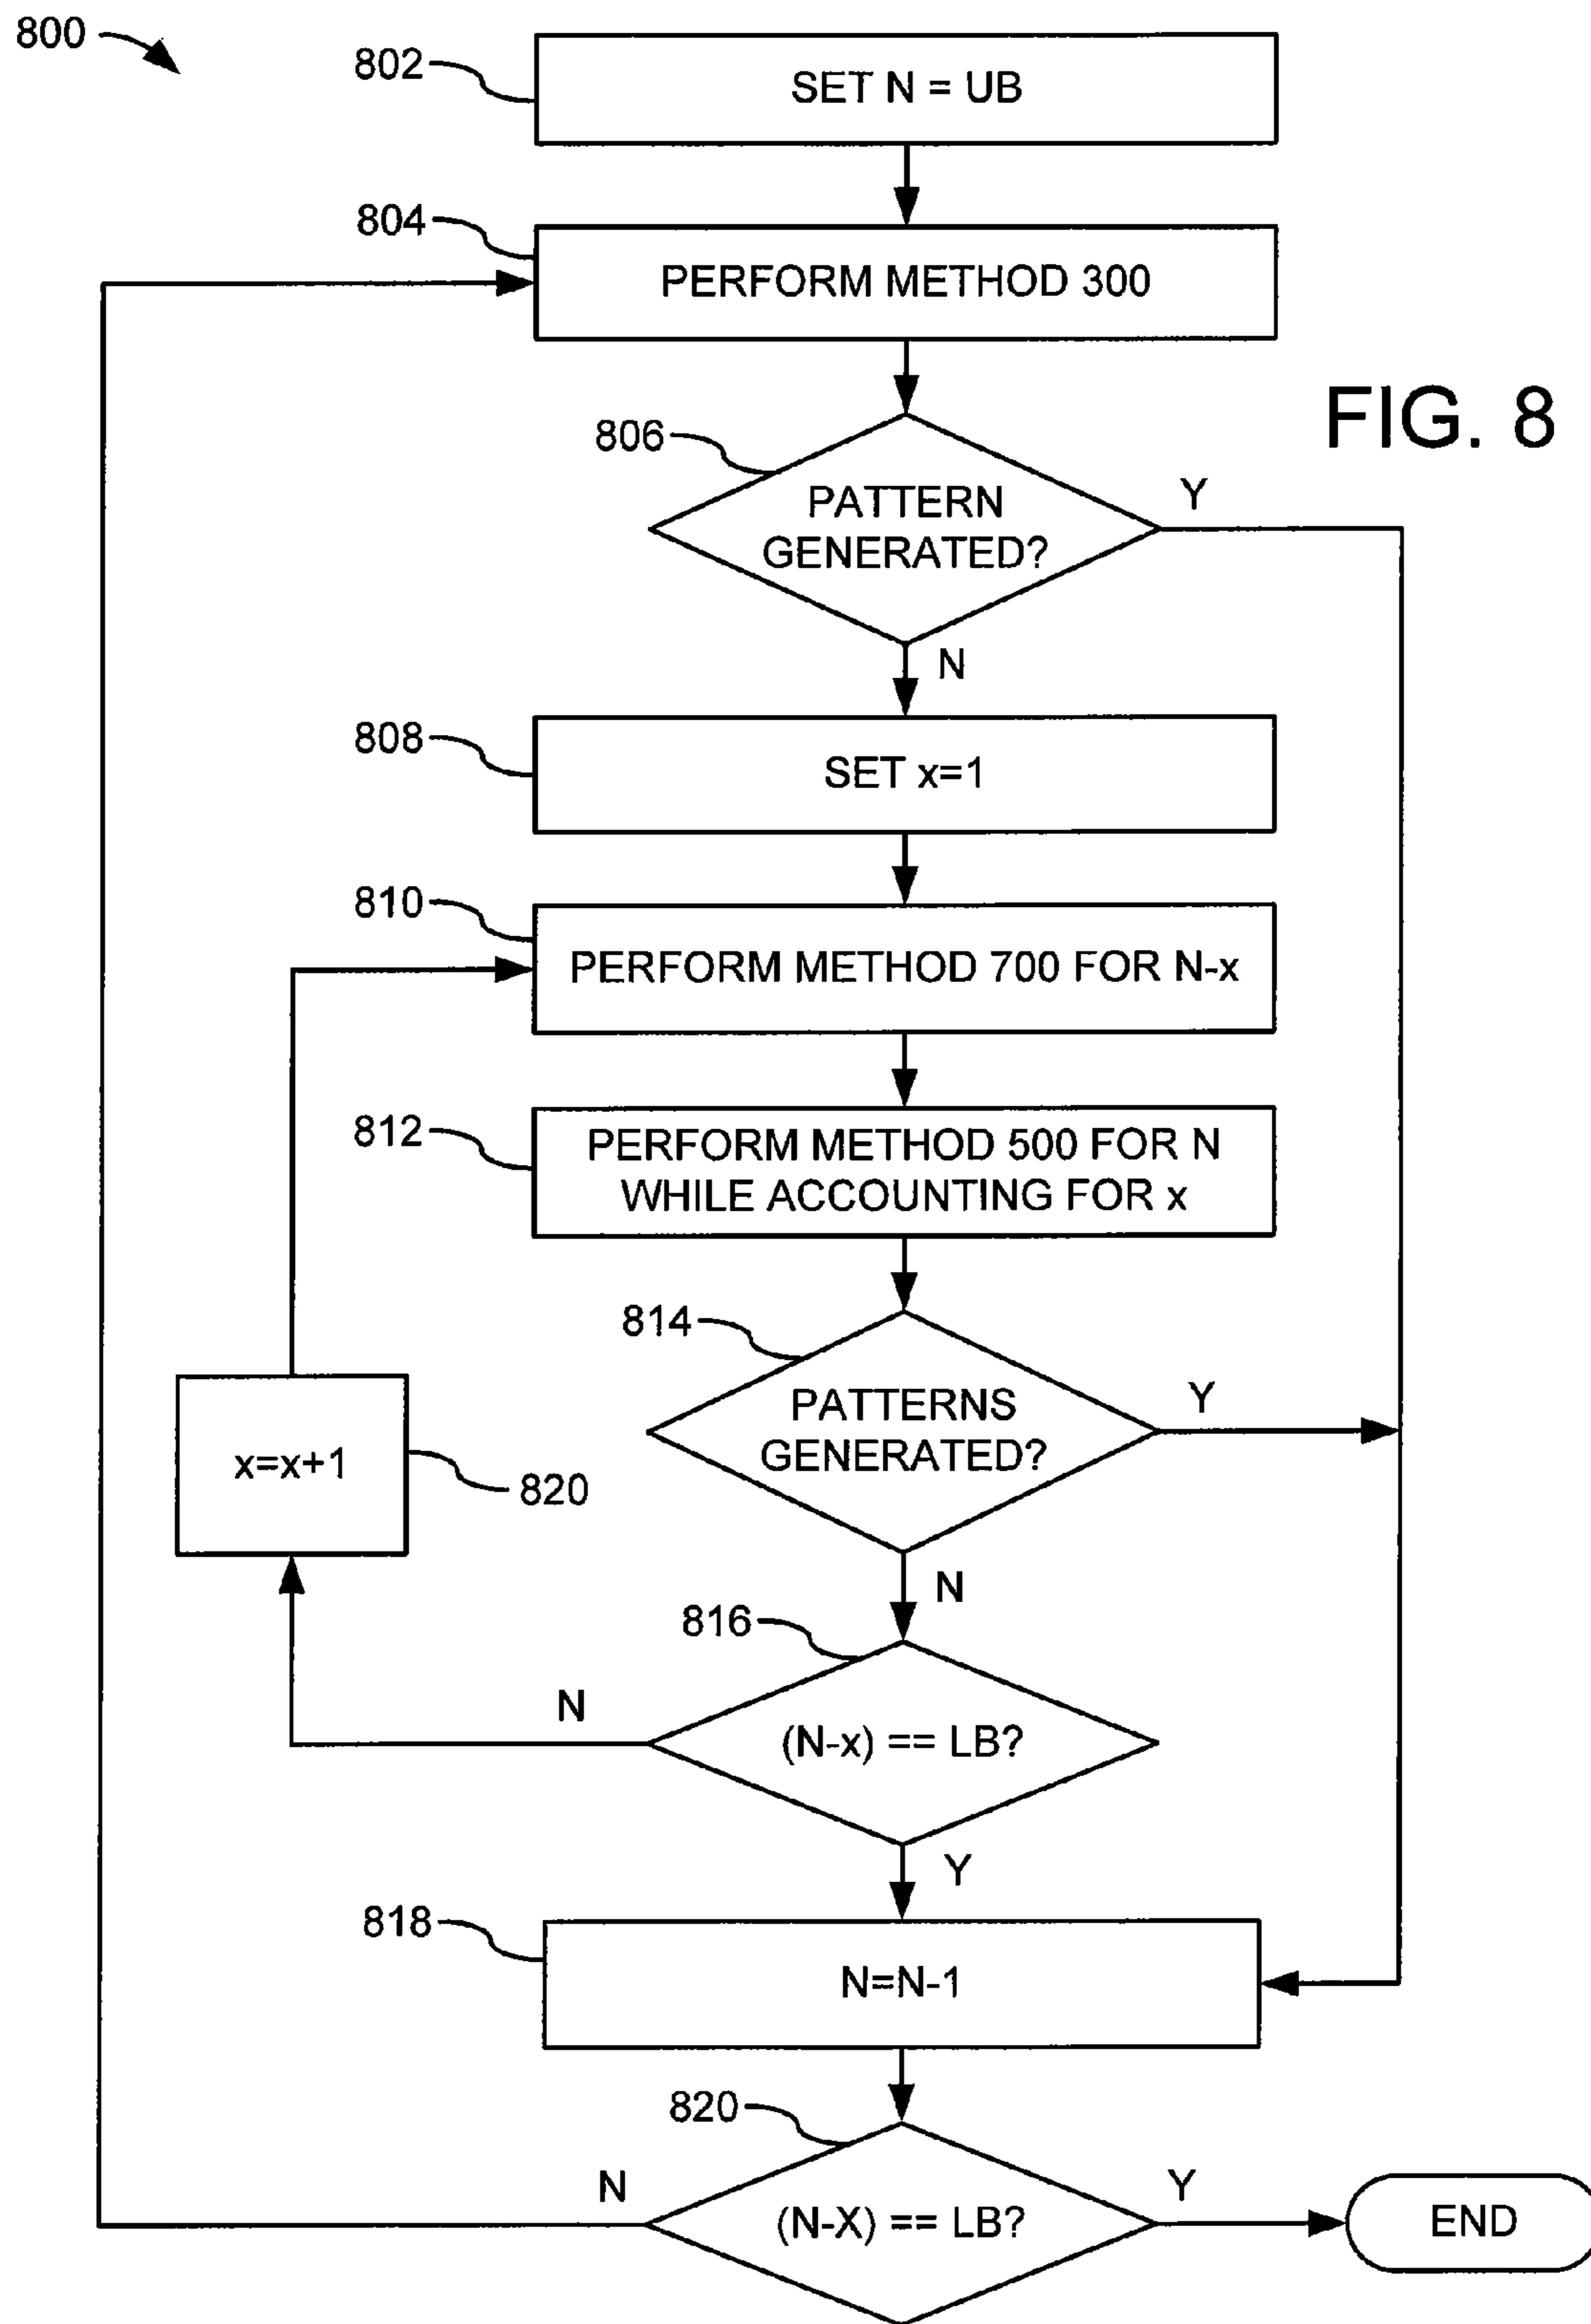 800
802
SET N = UB
804
PERFORM METHOD 300
FIG. 8
806
PATTERN
GENERATED?
Y
N
808
SET x=1
810
PERFORM METHOD 700 FOR N-x
812
PERFORM METHOD 500 FOR N
WHILE ACCOUNTING FOR x
814
PATTERNS
GENERATED?
Y
x=x+1
820
N
816
N
(N-x) == LB?
Y
818
N=N-1
820
N
(N-X) == LB?
Y
END